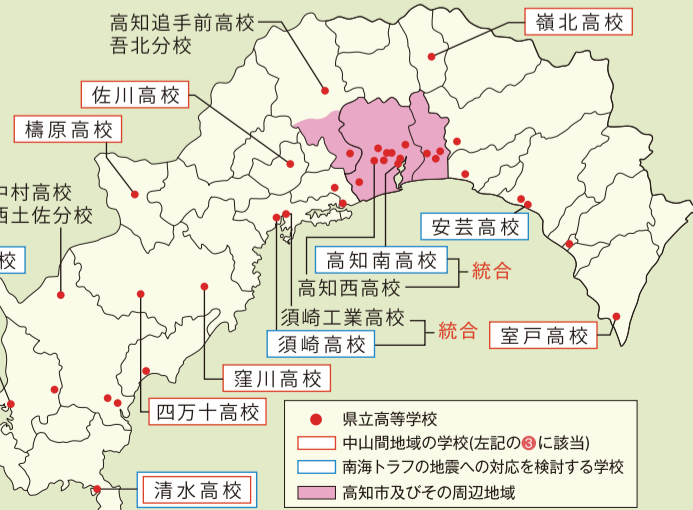 高知追手前高校
吾北分校
嶺北高校
佐川高校
檮原高校
中村高校
西土佐分校
校
安芸高校
高知南高校
高知西高校
統合
須崎工業高校
須崎高校
統合
室戸高校
窪川高校
四万十高校
清水高校
県立高等学校
中山間地域の学校(左記の❸に該当)
南海トラフの地震への対応を検討する学校
高知市及びその周辺地域